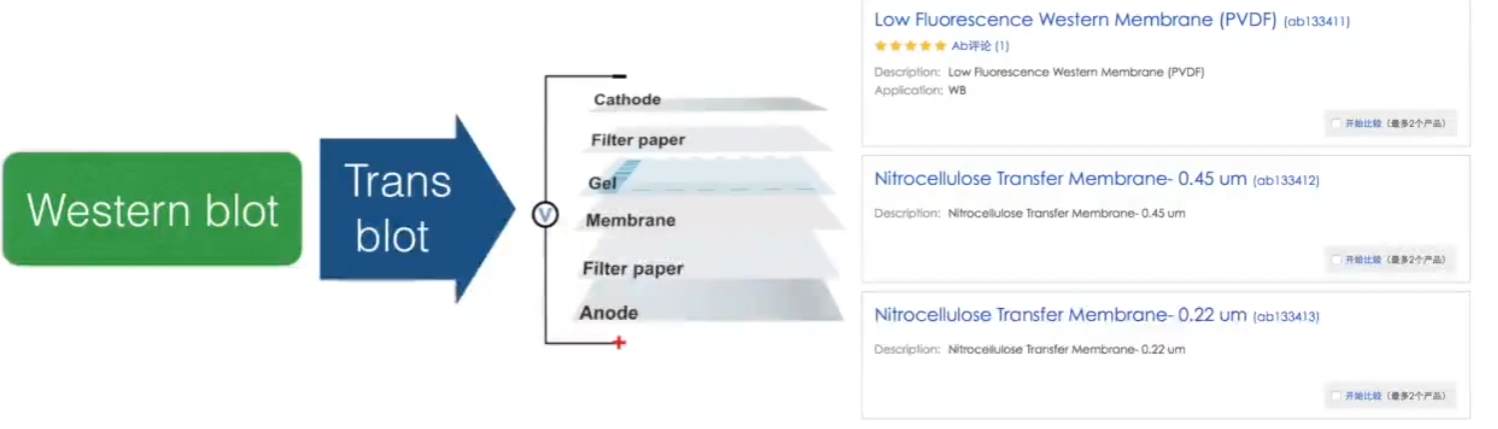 Western blot
Trans
blot
Cathode
Filter paper
Gel
V
Membrane
Filter paper
Anode
Low Fluorescence Western Membrane (PVDF) (ab133411)
Ab评论 (1)
Description: Low Fluorescence Western Membrane (PVDF)
Application: WB
开始比较 (最多2个产品)
Nitrocellulose Transfer Membrane- 0.45 um (ab133412)
Description: Nitrocellulose Transfer Membrane- 0.45 um
开始比较 (最多2个产品)
Nitrocellulose Transfer Membrane- 0.22 um (ab133413)
Description: Nitrocellulose Transfer Membrane- 0.22 um
开始比较 (最多2个产品)